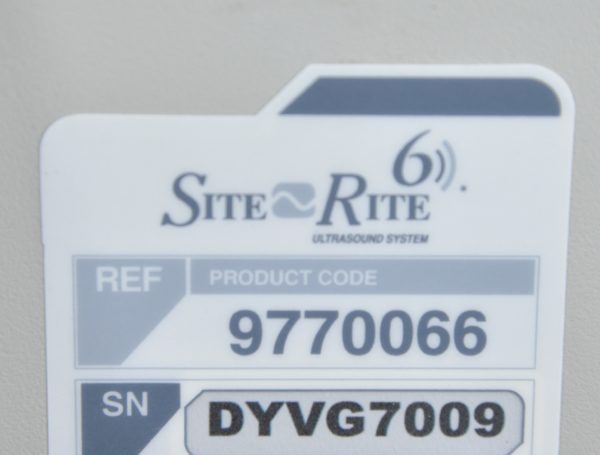 SITE RITE 6
ULTRASOUND SYSTEM
REF PRODUCT CODE
9770066
SN DYVG7009